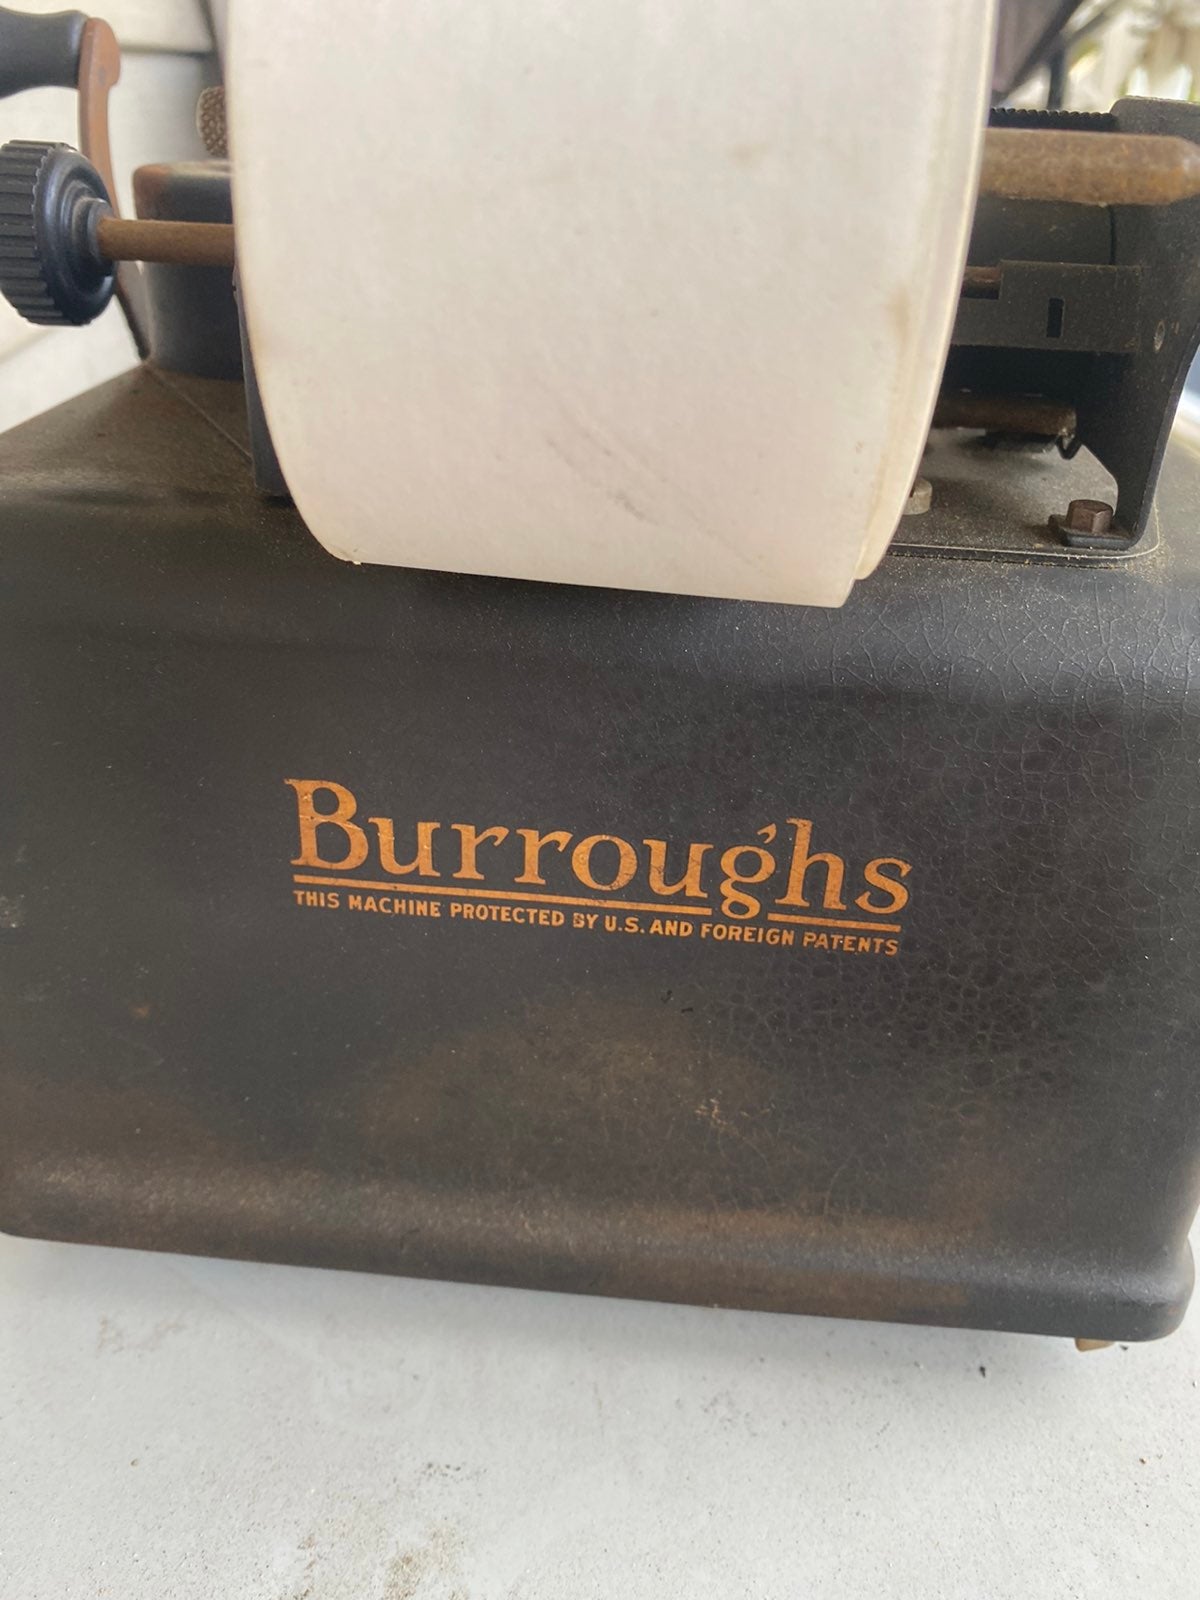 Burroughs
THIS MACHINE PROTECTED BY U.S. AND FOREIGN PATENTS